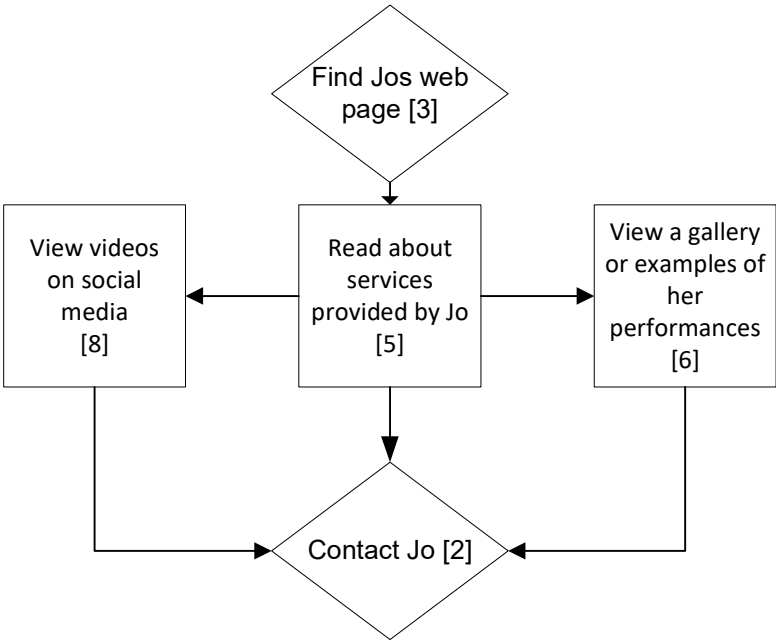 Find Jos web
page [3]
View videos
on social
media
[8]
Read about
services
provided by Jo
[5]
View a gallery
or examples of
her
performances
[6]
Contact Jo [2]